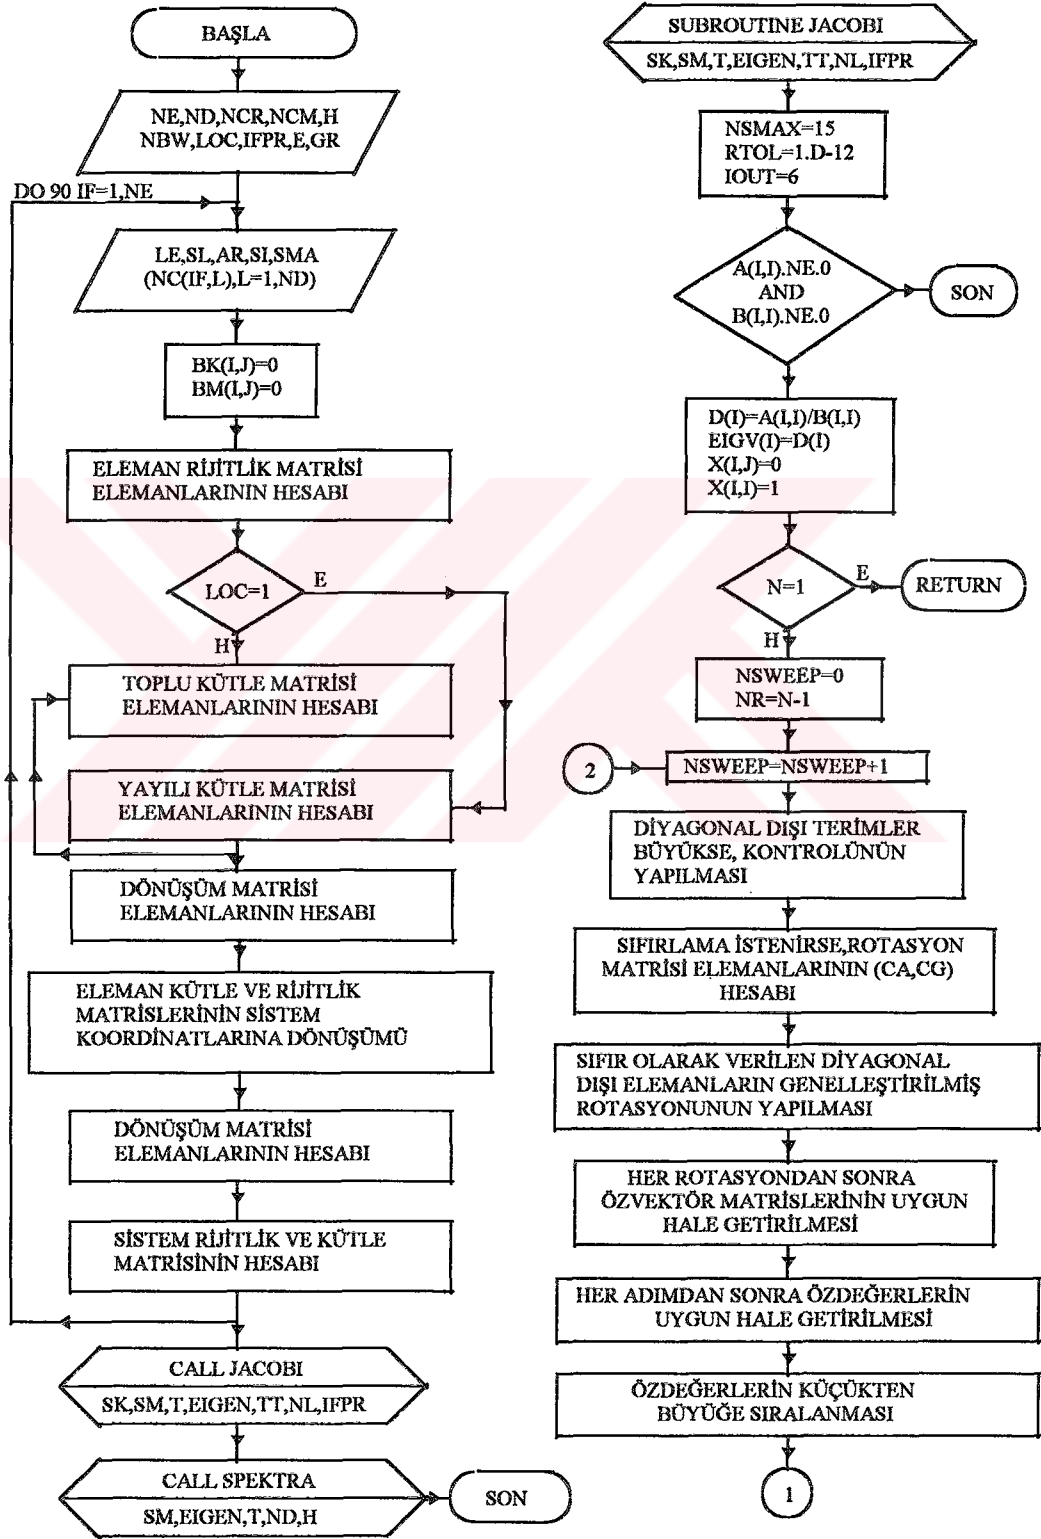 BAŞLA
NE,ND,NCR,NCM,H
NBW,LOC,IFPR,E,GR
DO 90 IF=1,NE
LE,SL,AR,SI,SMA
(NC(IF,L),L=1,ND)
BK(I,J)=0
BM(I,J)=0
ELEMAN RIJİTLİK MATRİSİ
ELEMANLARININ HESABI
LOC=1
E
H
TOPLU KÜTLE MATRİSİ
ELEMANLARININ HESABI
YAYILI KÜTLE MATRİSİ
ELEMANLARININ HESABI
DÖNÜŞÜM MATRİSİ
ELEMANLARININ HESABI
ELEMAN KÜTLE VE RİJİTLİK
MATRİSLERİNİN SİSTEM
KOORDİNATLARINA DÖNÜŞÜMÜ
DÖNÜŞÜM MATRİSİ
ELEMANLARININ HESABI
SİSTEM RİJİTLİK VE KÜTLE
MATRİSİNİN HESABI
CALL JACOBI
SK,SM,T,EIGEN,TT,NL,IFPR
CALL SPEKTRA
SM,EIGEN,T,ND,H
SON
SUBROUTINE JACOBI
SK,SM,T,EIGEN,TT,NL,IFPR
NSMAX=15
RTOL=1.D-12
IOUT=6
A(I,I).NE.0
AND
B(I,I).NE.0
SON
D(I)=A(I,I)/B(I,I)
EIGV(I)=D(I)
X(I,J)=0
X(I,I)=1
N=1
E
RETURN
H
NSWEEP=0
NR=N-1
2
NSWEEP=NSWEEP+1
DİYAGONAL DIŞI TERİMLER
BÜYÜKSE, KONTROLÜNÜN
YAPILMASI
SIFIRLAMA İSTENİRSE,ROTASYON
MATRİSİ ELEMANLARININ (CA,CG)
HESABI
SIFIR OLARAK VERİLEN DİYAGONAL
DIŞI ELEMANLARIN GENELLEŞTİRİLMİŞ
ROTASYONUNUN YAPILMASI
HER ROTASYONDAN SONRA
ÖZVEKTÖR MATRİSLERİNİN UYGUN
HALE GETİRİLMESİ
HER ADIMDAN SONRA ÖZDEĞERLERİN
UYGUN HALE GETİRİLMESİ
ÖZDEĞERLERİN KÜÇÜKTEN
BÜYÜĞE SIRALANMASI
1